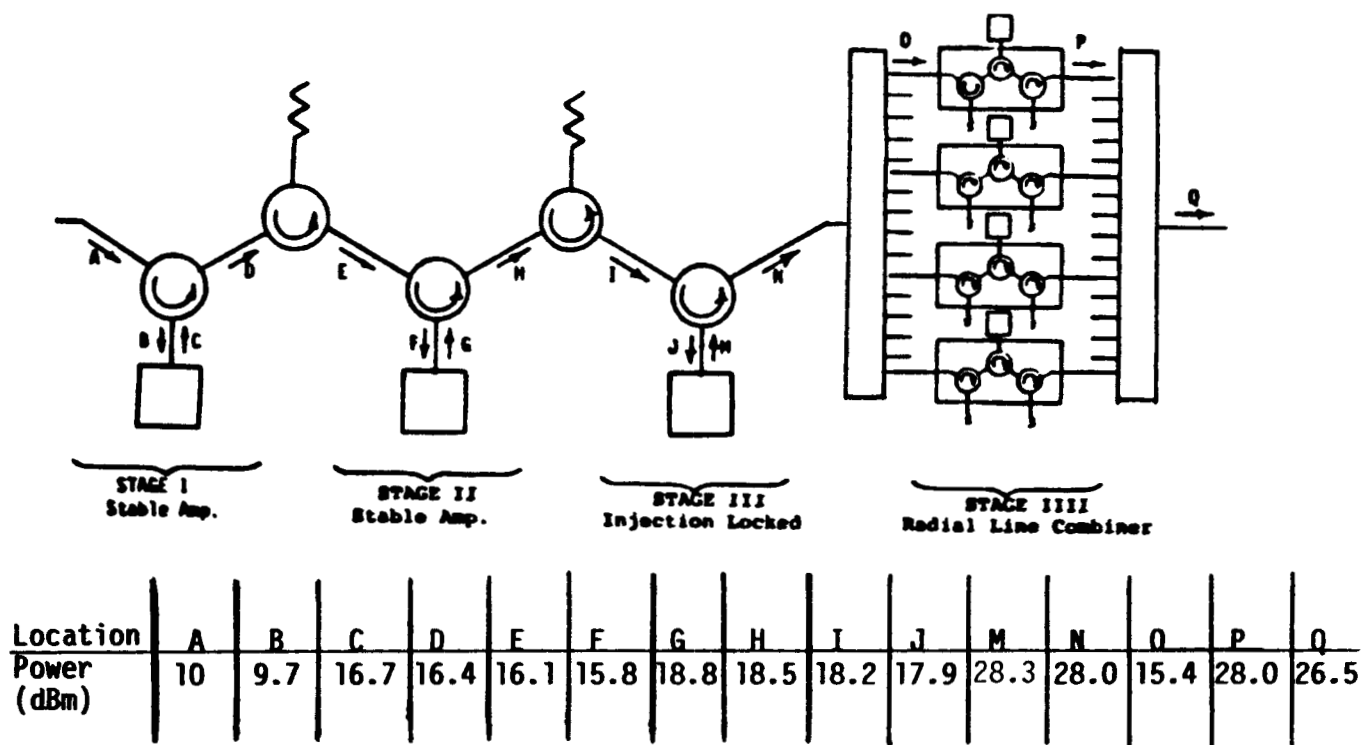 O
P
Q
A
D
E
H
I
N
B
C
F
G
J
M
STAGE I
Stable Amp.
STAGE II
Stable Amp.
STAGE III
Injection Locked
STAGE IIII
Radial Line Combiner
Location A B C D E F G H I J M N O P Q
Power 10 9.7 16.7 16.4 16.1 15.8 18.8 18.5 18.2 17.9 28.3 28.0 15.4 28.0 26.5
(dBm)